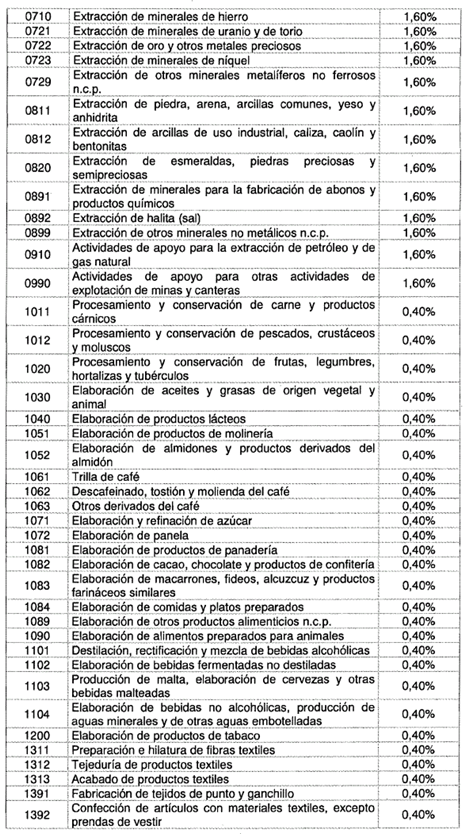 0710 Extracción de minerales de hierro 1,60%
0721 Extracción de minerales de uranio y de torio 1,60%
0722 Extracción de oro y otros metales preciosos 1,60%
0723 Extracción de minerales de níquel 1,60%
0729 Extracción de otros minerales metalíferos no ferrosos
n.c.p. 1,60%
0811 Extracción de piedra, arena, arcillas comunes, yeso y
anhidrita 1,60%
0812 Extracción de arcillas de uso industrial, caliza, caolín y
bentonitas 1,60%
0820 Extracción de esmeraldas, piedras preciosas y
semipreciosas 1,60%
0891 Extracción de minerales para la fabricación de abonos y
productos químicos 1,60%
0892 Extracción de halita (sal) 1,60%
0899 Extracción de otros minerales no metálicos n.c.p. 1,60%
0910 Actividades de apoyo para la extracción de petróleo y de
gas natural 1,60%
0990 Actividades de apoyo para otras actividades de
explotación de minas y canteras 1,60%
1011 Procesamiento y conservación de carne y productos
cárnicos 0,40%
1012 Procesamiento y conservación de pescados, crustáceos
y moluscos 0,40%
1020 Procesamiento y conservación de frutas, legumbres,
hortalizas y tubérculos 0,40%
1030 Elaboración de aceites y grasas de origen vegetal y
animal 0,40%
1040 Elaboración de productos lácteos 0,40%
1051 Elaboración de productos de molinería 0,40%
1052 Elaboración de almidones y productos derivados del
almidón 0,40%
1061 Trilla de café 0,40%
1062 Descafeinado, tostión y molienda del café 0,40%
1063 Otros derivados del café 0,40%
1071 Elaboración y refinación de azúcar 0,40%
1072 Elaboración de panela 0,40%
1081 Elaboración de productos de panadería 0,40%
1082 Elaboración de cacao, chocolate y productos de confitería 0,40%
1083 Elaboración de macarrones, fideos, alcuzcuz y productos
farináceos similares 0,40%
1084 Elaboración de comidas y platos preparados 0,40%
1089 Elaboración de otros productos alimenticios n.c.p. 0,40%
1090 Elaboración de alimentos preparados para animales 0,40%
1101 Destilación, rectificación y mezcla de bebidas alcohólicas 0,40%
1102 Elaboración de bebidas fermentadas no destiladas 0,40%
1103 Producción de malta, elaboración de cervezas y otras
bebidas malteadas 0,40%
1104 Elaboración de bebidas no alcohólicas, producción de
aguas minerales y de otras aguas embotelladas 0,40%
1200 Elaboración de productos de tabaco 0,40%
1311 Preparación e hilatura de fibras textiles 0,40%
1312 Tejeduría de productos textiles 0,40%
1313 Acabado de productos textiles 0,40%
1391 Fabricación de tejidos de punto y ganchillo 0,40%
1392 Confección de artículos con materiales textiles, excepto
prendas de vestir 0,40%